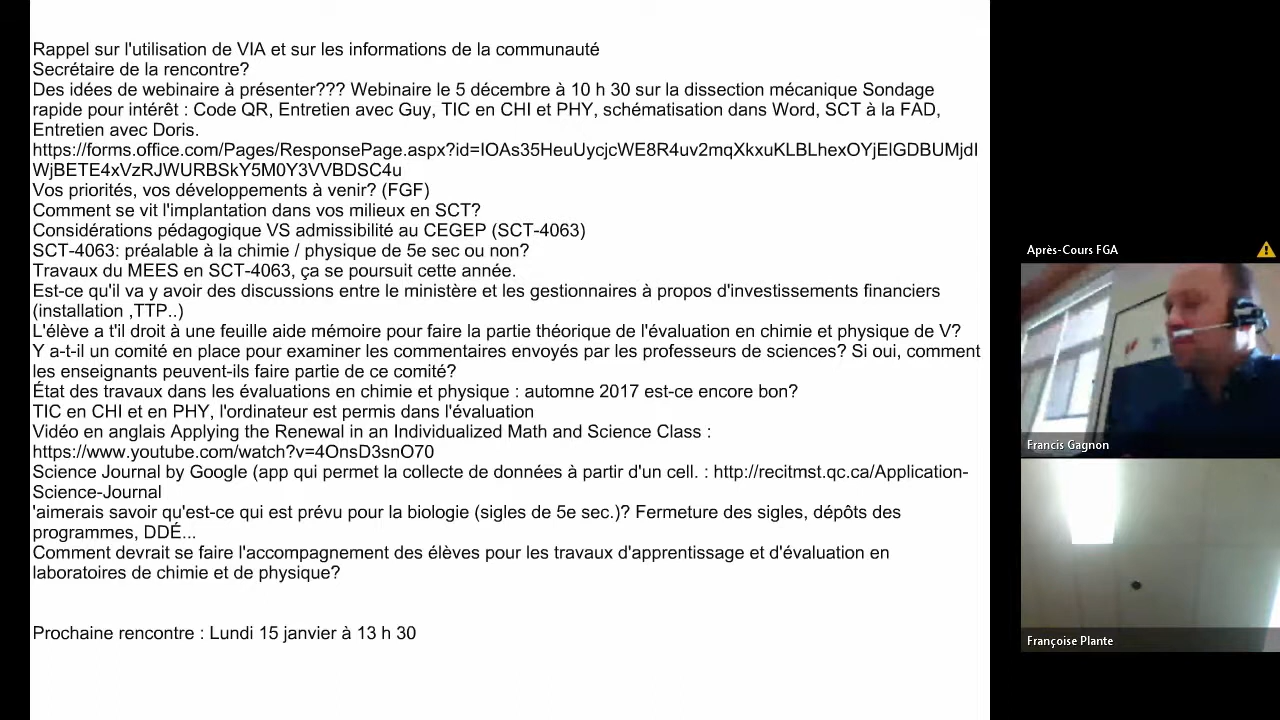 Rappel sur l'utilisation de VIA et sur les informations de la communauté
Secrétaire de la rencontre?
Des idées de webinaire à présenter??? Webinaire le 5 décembre à 10 h 30 sur la dissection mécanique Sondage
rapide pour intérêt : Code QR, Entretien avec Guy, TIC en CHI et PHY, schématisation dans Word, SCT à la FAD,
Entretien avec Doris.
https://forms.office.com/Pages/ResponsePage.aspx?id=IOAs35HeuUycjcWE8R4uv2mqXkxuKLBLhexOYjElGDBUMjdI
WjBETE4xVzRJWURBSkY5M0Y3VVBDSC4u
Vos priorités, vos développements à venir? (FGF)
Comment se vit l'implantation dans vos milieux en SCT?
Considérations pédagogique VS admissibilité au CEGEP (SCT-4063)
SCT-4063: préalable à la chimie / physique de 5e sec ou non?
Travaux du MEES en SCT-4063, ça se poursuit cette année.
Est-ce qu'il va y avoir des discussions entre le ministère et les gestionnaires à propos d'investissements financiers
(installation ,TTP..)
L'élève a t'il droit à une feuille aide mémoire pour faire la partie théorique de l'évaluation en chimie et physique de V?
Y a-t-il un comité en place pour examiner les commentaires envoyés par les professeurs de sciences? Si oui, comment
les enseignants peuvent-ils faire partie de ce comité?
État des travaux dans les évaluations en chimie et physique : automne 2017 est-ce encore bon?
TIC en CHI et en PHY, l'ordinateur est permis dans l'évaluation
Vidéo en anglais Applying the Renewal in an Individualized Math and Science Class :
https://www.youtube.com/watch?v=4OnsD3snO70
Science Journal by Google (app qui permet la collecte de données à partir d'un cell. : http://recitmst.qc.ca/Application-
Science-Journal
'aimerais savoir qu'est-ce qui est prévu pour la biologie (sigles de 5e sec.)? Fermeture des sigles, dépôts des
programmes, DDÉ...
Comment devrait se faire l'accompagnement des élèves pour les travaux d'apprentissage et d'évaluation en
laboratoires de chimie et de physique?
Prochaine rencontre : Lundi 15 janvier à 13 h 30
Après-Cours FGA
Francis Gagnon
Françoise Plante